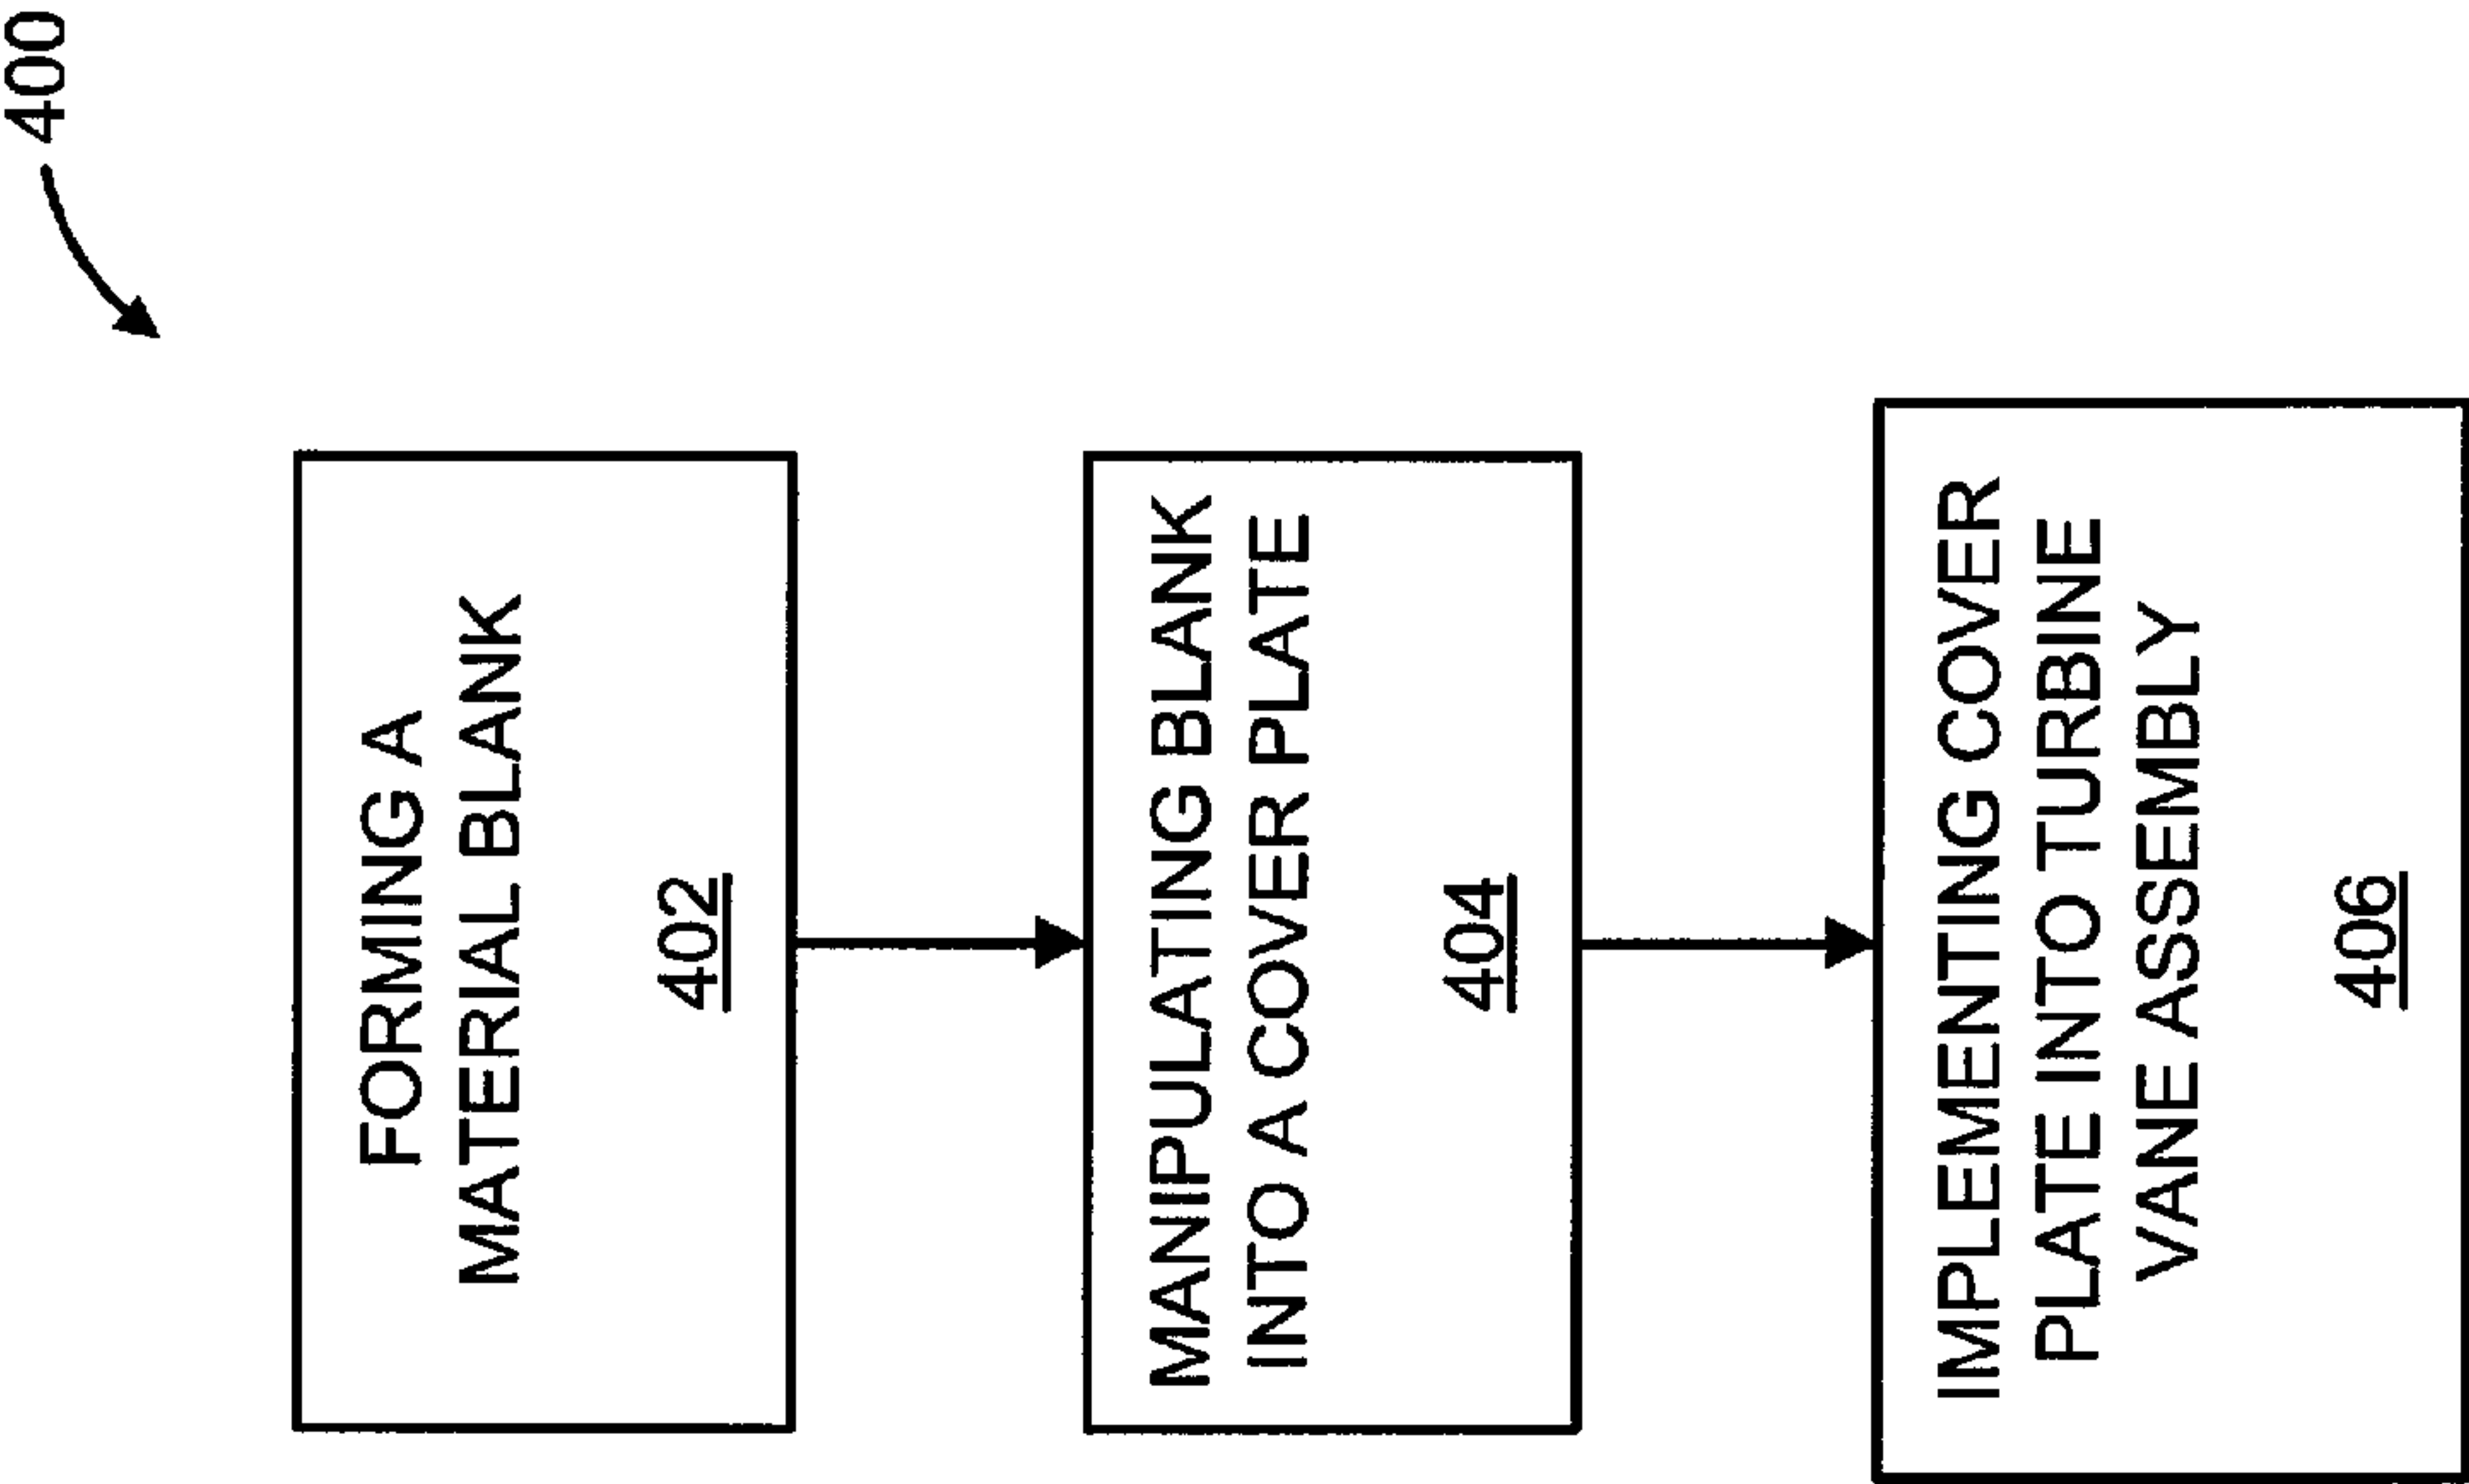 400
FORMING A
MATERIAL BLANK
402
MANIPULATING BLANK
INTO A COVER PLATE
404
IMPLEMENTING COVER
PLATE INTO TURBINE
VANE ASSEMBLY
406